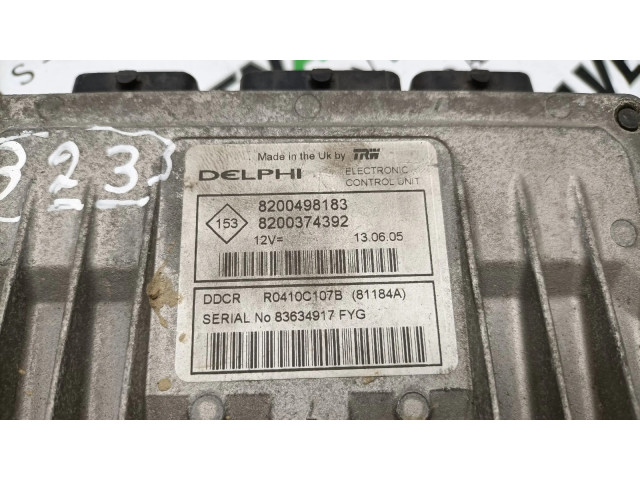 Made in the Uk by TRW
DELPHI ELECTRONIC
CONTROL UNIT
153
8200498183
8200374392
12V= 13.06.05
DDCR R0410C107B (81184A)
SERIAL No 83634917 FYG
3233